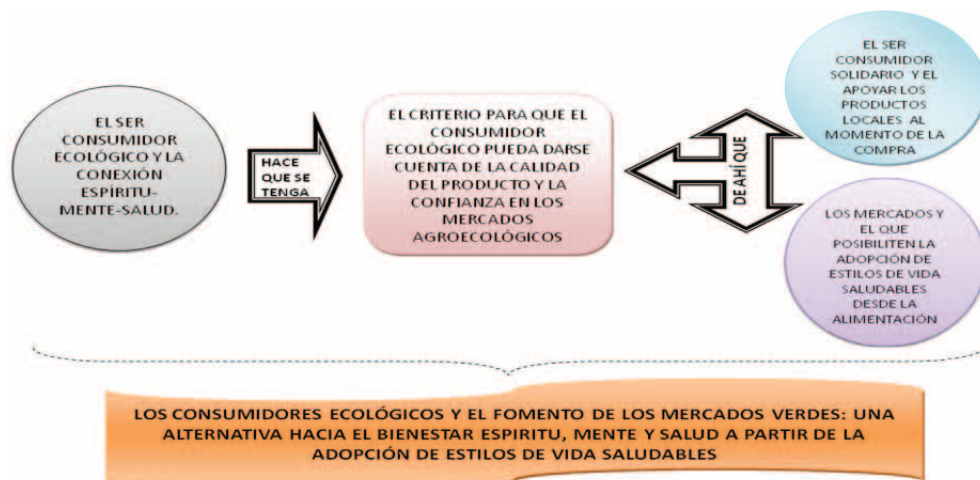 EL SER
CONSUMIDOR
ECOLÓGICO Y LA
CONEXIÓN
ESPÍRITU-
MENTE-SALUD.
HACE
QUE SE
TENGA
EL CRITERIO PARA QUE EL
CONSUMIDOR
ECOLÓGICO PUEDA DARSE
CUENTA DE LA CALIDAD
DEL PRODUCTO Y LA
CONFIANZA EN LOS
MERCADOS
AGROECOLÓGICOS
DE AHÍ QUE
EL SER
CONSUMIDOR
SOLIDARIO Y EL
APOYAR LOS
PRODUCTOS
LOCALES AL
MOMENTO DE LA
COMPRA
LOS MERCADOS Y
EL QUE
POSIBILITEN LA
ADOPCIÓN DE
ESTILOS DE VIDA
SALUDABLES
DESDE LA
ALIMENTACIÓN
LOS CONSUMIDORES ECOLÓGICOS Y EL FOMENTO DE LOS MERCADOS VERDES: UNA
ALTERNATIVA HACIA EL BIENESTAR ESPIRITU, MENTE Y SALUD A PARTIR DE LA
ADOPCIÓN DE ESTILOS DE VIDA SALUDABLES